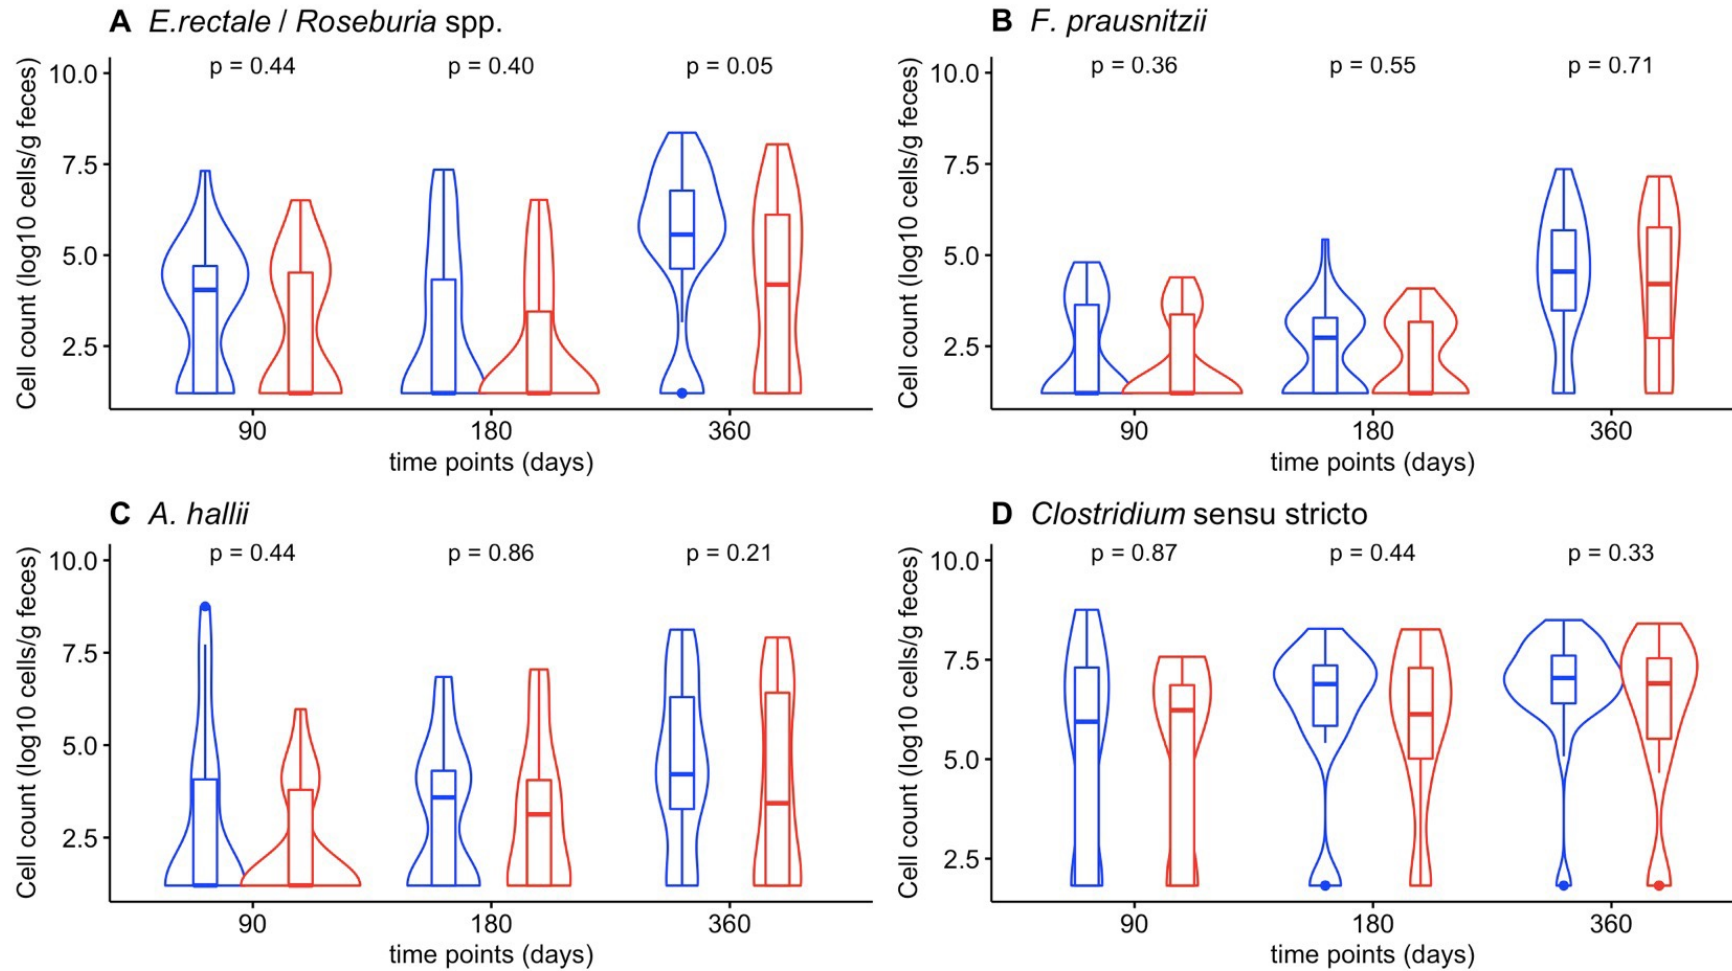 A E.rectale / Roseburia spp.
p = 0.44 p = 0.40 p = 0.05
Cell count (log10 cells/g feces)
10.0
7.5
5.0
2.5
90 180 360
time points (days)
B F. prausnitzii
p = 0.36 p = 0.55 p = 0.71
Cell count (log10 cells/g feces)
10.0
7.5
5.0
2.5
90 180 360
time points (days)
C A. hallii
p = 0.44 p = 0.86 p = 0.21
Cell count (log10 cells/g feces)
10.0
7.5
5.0
2.5
90 180 360
time points (days)
D Clostridium sensu stricto
p = 0.87 p = 0.44 p = 0.33
Cell count (log10 cells/g feces)
10.0
7.5
5.0
2.5
90 180 360
time points (days)